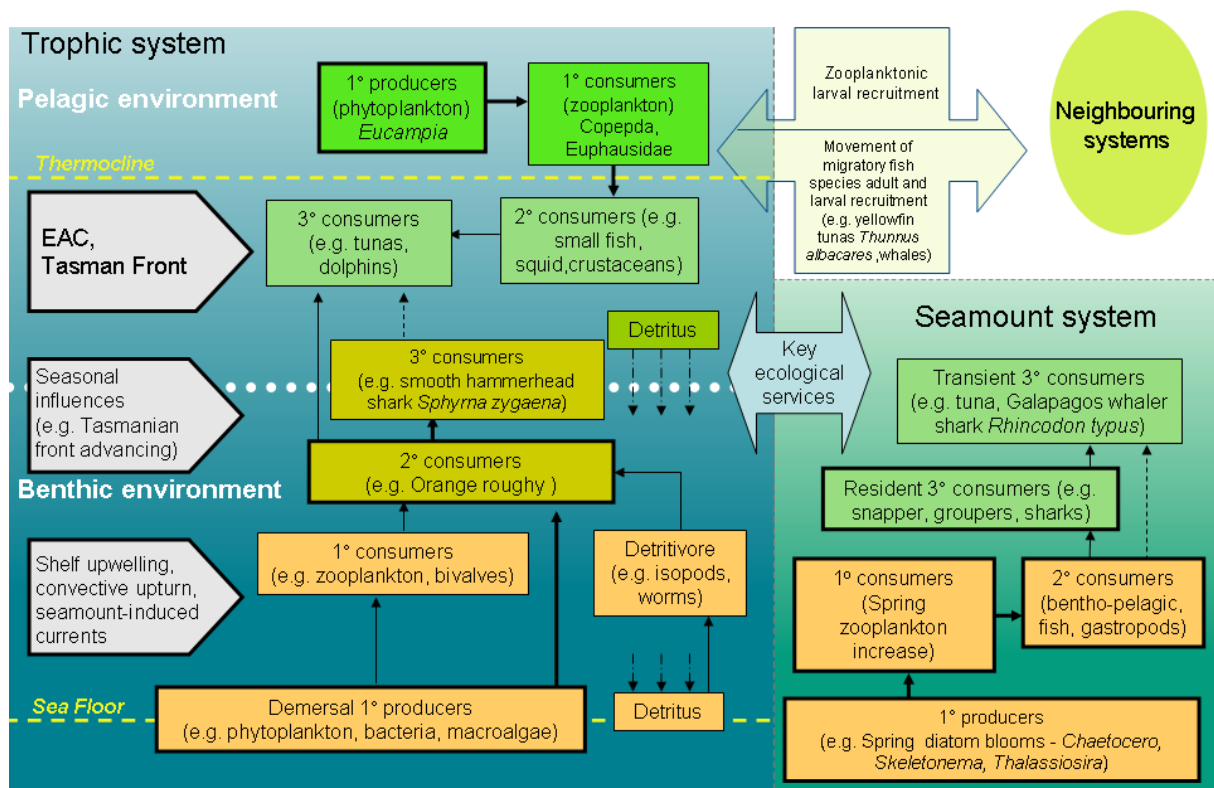 Trophic system
Pelagic environment
1° producers
(phytoplankton)
Eucampia
1° consumers
(zooplankton)
Copepda,
Euphausidae
Zooplanktonic
larval recruitment
Movement of
migratory fish
species adult and
larval recruitment
(e.g. yellowfin
tunas Thunnus
albacares ,whales)
Neighbouring
systems
Thermocline
EAC,
Tasman Front
3° consumers
(e.g. tunas,
dolphins)
2° consumers (e.g.
small fish,
squid,crustaceans)
Detritus
3° consumers
(e.g. smooth hammerhead
shark Sphyrna zygaena)
Key
ecological
services
Seasonal
influences
(e.g. Tasmanian
front advancing)
Benthic environment
2° consumers
(e.g. Orange roughy )
Shelf upwelling,
convective upturn,
seamount-induced
currents
1° consumers
(e.g. zooplankton, bivalves)
Detritivore
(e.g. isopods,
worms)
Sea Floor
Demersal 1° producers
(e.g. phytoplankton, bacteria, macroalgae)
Detritus
Seamount system
Transient 3° consumers
(e.g. tuna, Galapagos whaler
shark Rhincodon typus)
Resident 3° consumers (e.g.
snapper, groupers, sharks)
1º consumers
(Spring
zooplankton
increase)
2° consumers
(bentho-pelagic,
fish, gastropods)
1° producers
(e.g. Spring diatom blooms - Chaetocero,
Skeletonema, Thalassiosira)